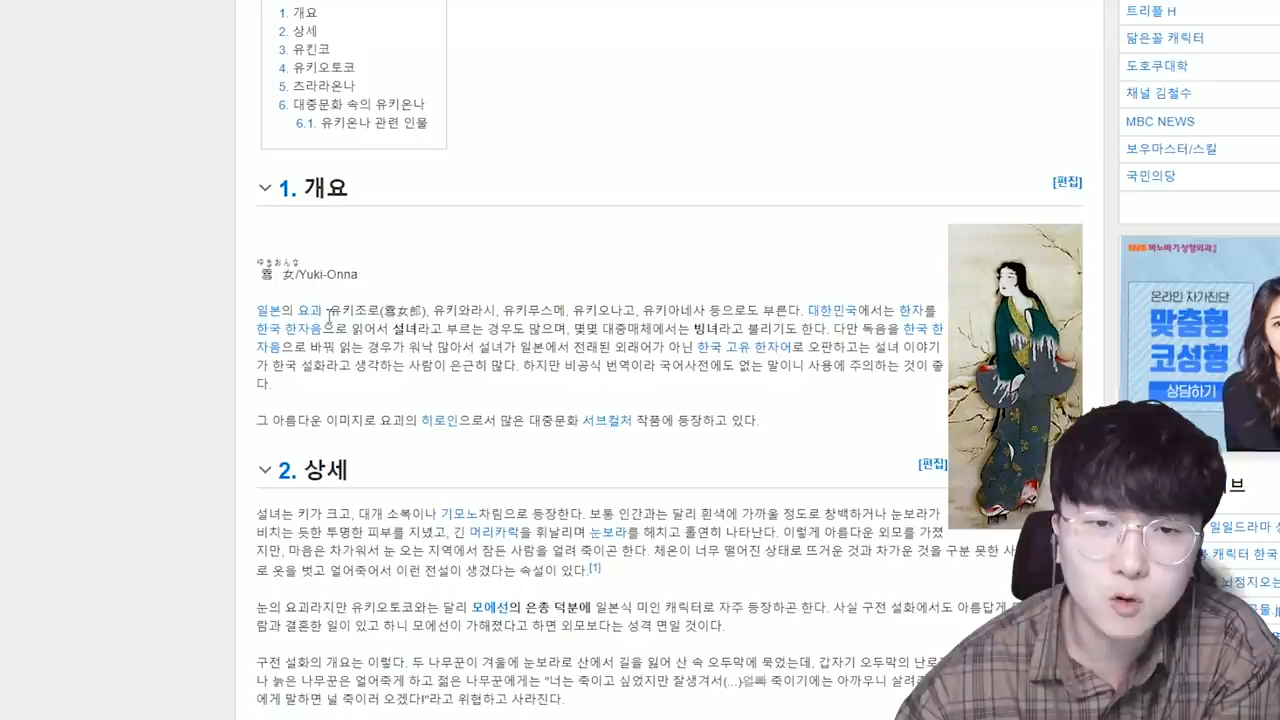 1. 개요
2. 상세
3. 유킨코
4. 유키오토코
5. 츠라라온나
6. 대중문화 속의 유키온나
6.1. 유키온나 관련 인물
1. 개요
[편집]
ゆきおんな
雪 女/Yuki-Onna
일본의 요괴 유키조로(雪女郎), 유키와라시, 유키무스메, 유키오나고, 유키아네사 등으로도 부른다. 대한민국에서는 한자를
한국 한자음으로 읽어서 설녀라고 부르는 경우도 많으며, 몇몇 대중매체에서는 빙녀라고 불리기도 한다. 다만 독음을 한국 한
자음으로 바꿔 읽는 경우가 워낙 많아서 설녀가 일본에서 전래된 외래어가 아닌 한국 고유 한자어로 오판하고는 설녀 이야기
가 한국 설화라고 생각하는 사람이 은근히 많다. 하지만 비공식 번역이라 국어사전에도 없는 말이니 사용에 주의하는 것이 좋
다.
그 아름다운 이미지로 요괴의 히로인으로서 많은 대중문화 서브컬처 작품에 등장하고 있다.
2. 상세
[편집]
설녀는 키가 크고, 대개 소복이나 기모노차림으로 등장한다. 보통 인간과는 달리 흰색에 가까울 정도로 창백하거나 눈보라가
비치는 듯한 투명한 피부를 지녔고, 긴 머리카락을 휘날리며 눈보라를 헤치고 홀연히 나타난다. 이렇게 아름다운 외모를 가졌
지만, 마음은 차가워서 눈 오는 지역에서 잠든 사람을 얼려 죽이곤 한다. 체온이 너무 떨어진 상태로 뜨거운 것과 차가운 것을 구분 못한 사
로 옷을 벗고 얼어죽어서 이런 전설이 생겼다는 속설이 있다.[1]
눈의 요괴라지만 유키오토코와는 달리 모에선의 은총 덕분에 일본식 미인 캐릭터로 자주 등장하곤 한다. 사실 구전 설화에서도 아름답게
람과 결혼한 일이 있고 하니 모에선이 가해졌다고 하면 외모보다는 성격 면일 것이다.
구전 설화의 개요는 이렇다. 두 나무꾼이 겨울에 눈보라로 산에서 길을 잃어 산 속 오두막에 묵었는데, 갑자기 오두막의 난로
나 늙은 나무꾼은 얼어죽게 하고 젊은 나무꾼에게는 "너는 죽이고 싶었지만 잘생겨서(...)얼빠 죽이기에는 아까우니 살려
에게 말하면 널 죽이러 오겠다!"라고 위협하고 사라진다.
트리플 H
닮은꼴 캐릭터
도호쿠대학
채널 김철수
MBC NEWS
보우마스터/스킬
국민의당
바노바기성형외과
온라인 자가진단
맞춤형
코성형
상담하기
브
일일드라마
캐릭터 한국
뇌정지오는